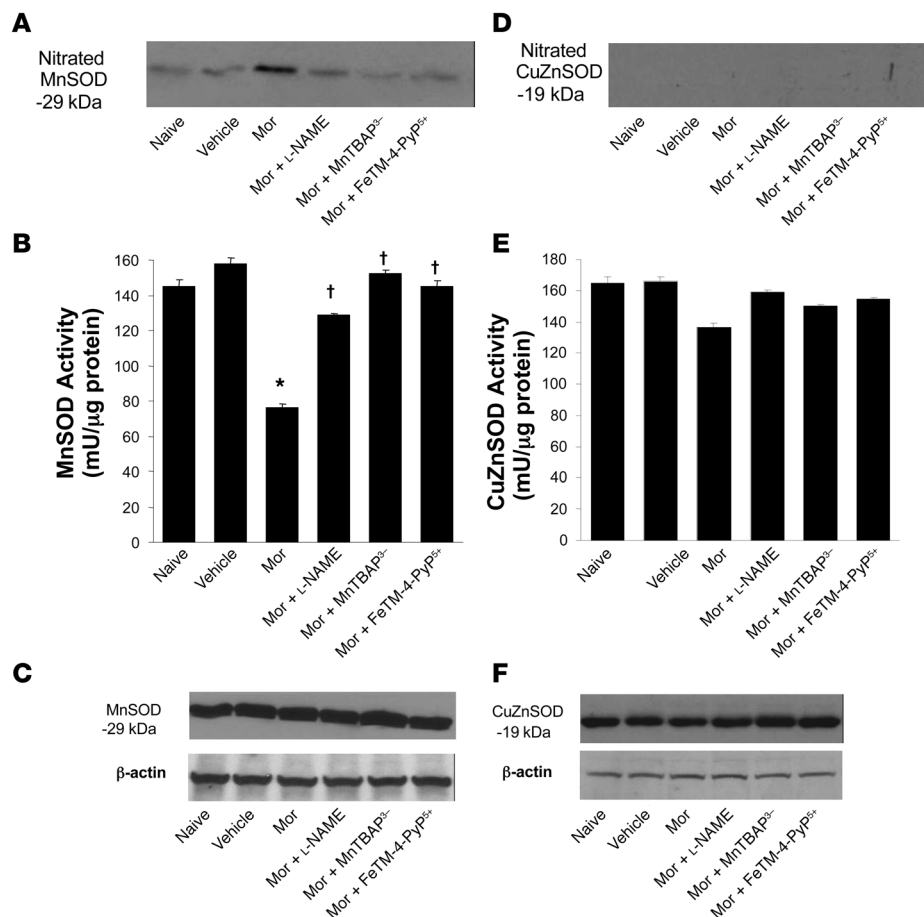 A
Nitrated
MnSOD
-29 kDa
Naive
Vehicle
Mor
Mor + L-NAME
Mor + MnTBAP³⁻
Mor + FeTM-4-PyP⁵⁺
D
Nitrated
CuZnSOD
-19 kDa
Naive
Vehicle
Mor
Mor + L-NAME
Mor + MnTBAP³⁻
Mor + FeTM-4-PyP⁵⁺
B
MnSOD Activity
(mU/μg protein)
160
140
120
100
80
60
40
20
0
*
†
†
†
Naive
Vehicle
Mor
Mor + L-NAME
Mor + MnTBAP³⁻
Mor + FeTM-4-PyP⁵⁺
E
CuZnSOD Activity
(mU/μg protein)
180
160
140
120
100
80
60
40
20
0
Naive
Vehicle
Mor
Mor + L-NAME
Mor + MnTBAP³⁻
Mor + FeTM-4-PyP⁵⁺
C
MnSOD
-29 kDa
β-actin
Naive
Vehicle
Mor
Mor + L-NAME
Mor + MnTBAP³⁻
Mor + FeTM-4-PyP⁵⁺
F
CuZnSOD
-19 kDa
β-actin
Naive
Vehicle
Mor
Mor + L-NAME
Mor + MnTBAP³⁻
Mor + FeTM-4-PyP⁵⁺